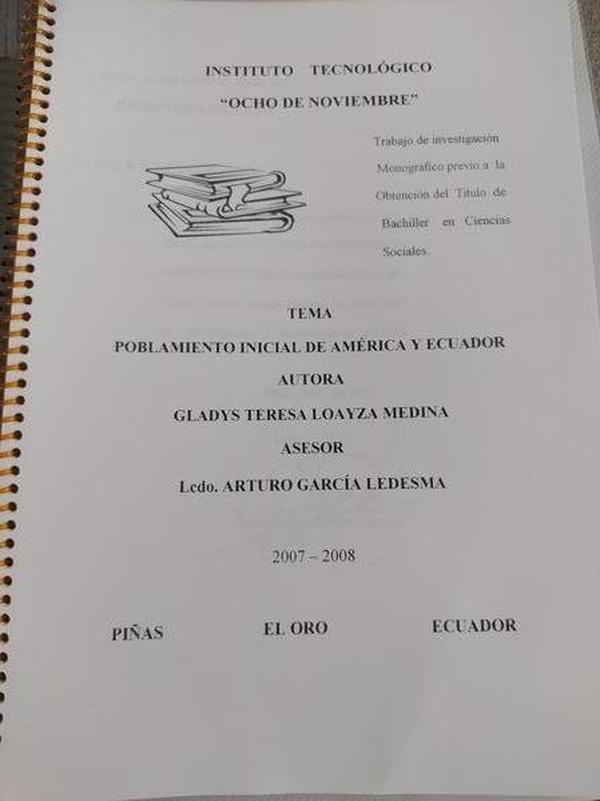 INSTITUTO TECNOLÓGICO
“OCHO DE NOVIEMBRE”
Trabajo de investigación
Monográfico previo a la
Obtención del Titulo de
Bachiller en Ciencias
Sociales.
TEMA
POBLAMIENTO INICIAL DE AMÉRICA Y ECUADOR
AUTORA
GLADYS TERESA LOAYZA MEDINA
ASESOR
Lcdo. ARTURO GARCÍA LEDESMA
2007 – 2008
PIÑAS EL ORO ECUADOR